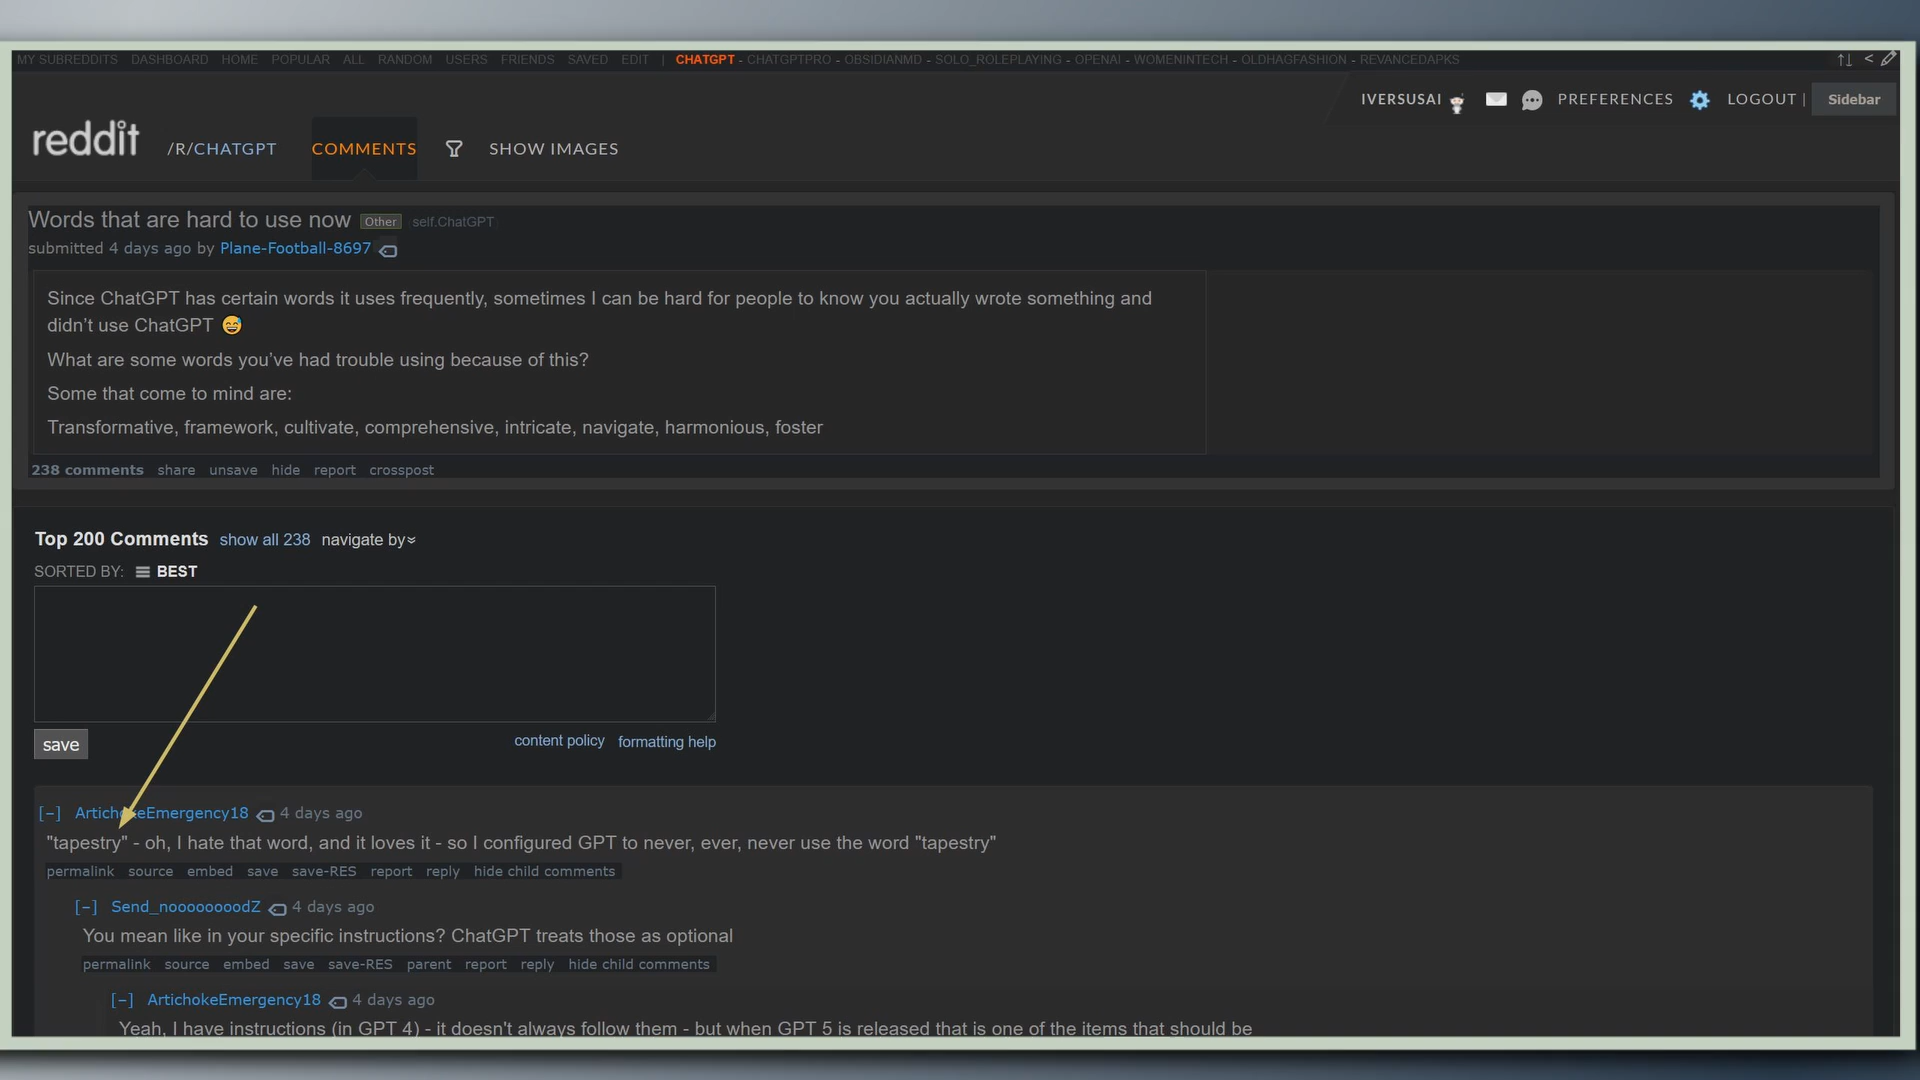 MY SUBREDDITS DASHBOARD HOME POPULAR ALL RANDOM USERS FRIENDS SAVED EDIT | CHATGPT - CHATGPTPRO - OBSIDIANMD - SOLO_ROLEPLAYING - OPENAI - WOMENINTECH - OLDHAGFASHION - REVANCEDAPKS
IVERSUSAI PREFERENCES LOGOUT | Sidebar
reddit /R/CHATGPT COMMENTS SHOW IMAGES
Words that are hard to use now Other self.ChatGPT
submitted 4 days ago by Plane-Football-8697
Since ChatGPT has certain words it uses frequently, sometimes I can be hard for people to know you actually wrote something and
didn't use ChatGPT 😅
What are some words you've had trouble using because of this?
Some that come to mind are:
Transformative, framework, cultivate, comprehensive, intricate, navigate, harmonious, foster
238 comments share unsave hide report crosspost
Top 200 Comments show all 238 navigate by
SORTED BY: BEST
save content policy formatting help
[–] ArtichokeEmergency18 4 days ago
"tapestry" - oh, I hate that word, and it loves it - so I configured GPT to never, ever, never use the word "tapestry"
permalink source embed save save-RES report reply hide child comments
[–] Send_noooooooodZ 4 days ago
You mean like in your specific instructions? ChatGPT treats those as optional
permalink source embed save save-RES parent report reply hide child comments
[–] ArtichokeEmergency18 4 days ago
Yeah, I have instructions (in GPT 4) - it doesn't always follow them - but when GPT 5 is released that is one of the items that should be